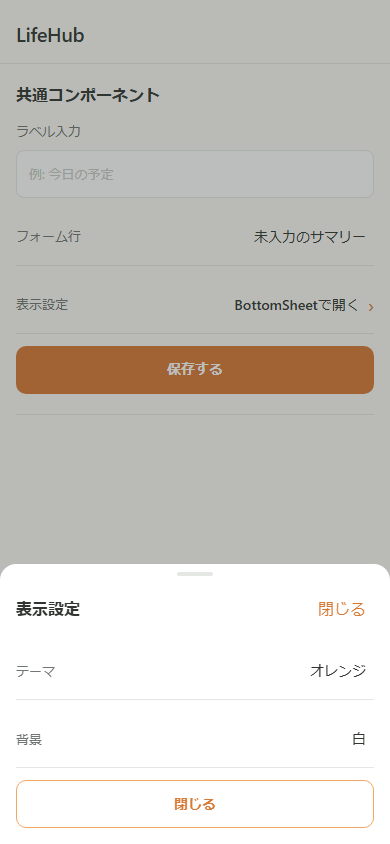 LifeHub
共通コンポーネント
ラベル入力
例: 今日の予定
フォーム行 未入力のサマリー
表示設定 BottomSheetで開く ›
保存する
表示設定 閉じる
テーマ オレンジ
背景 白
閉じる